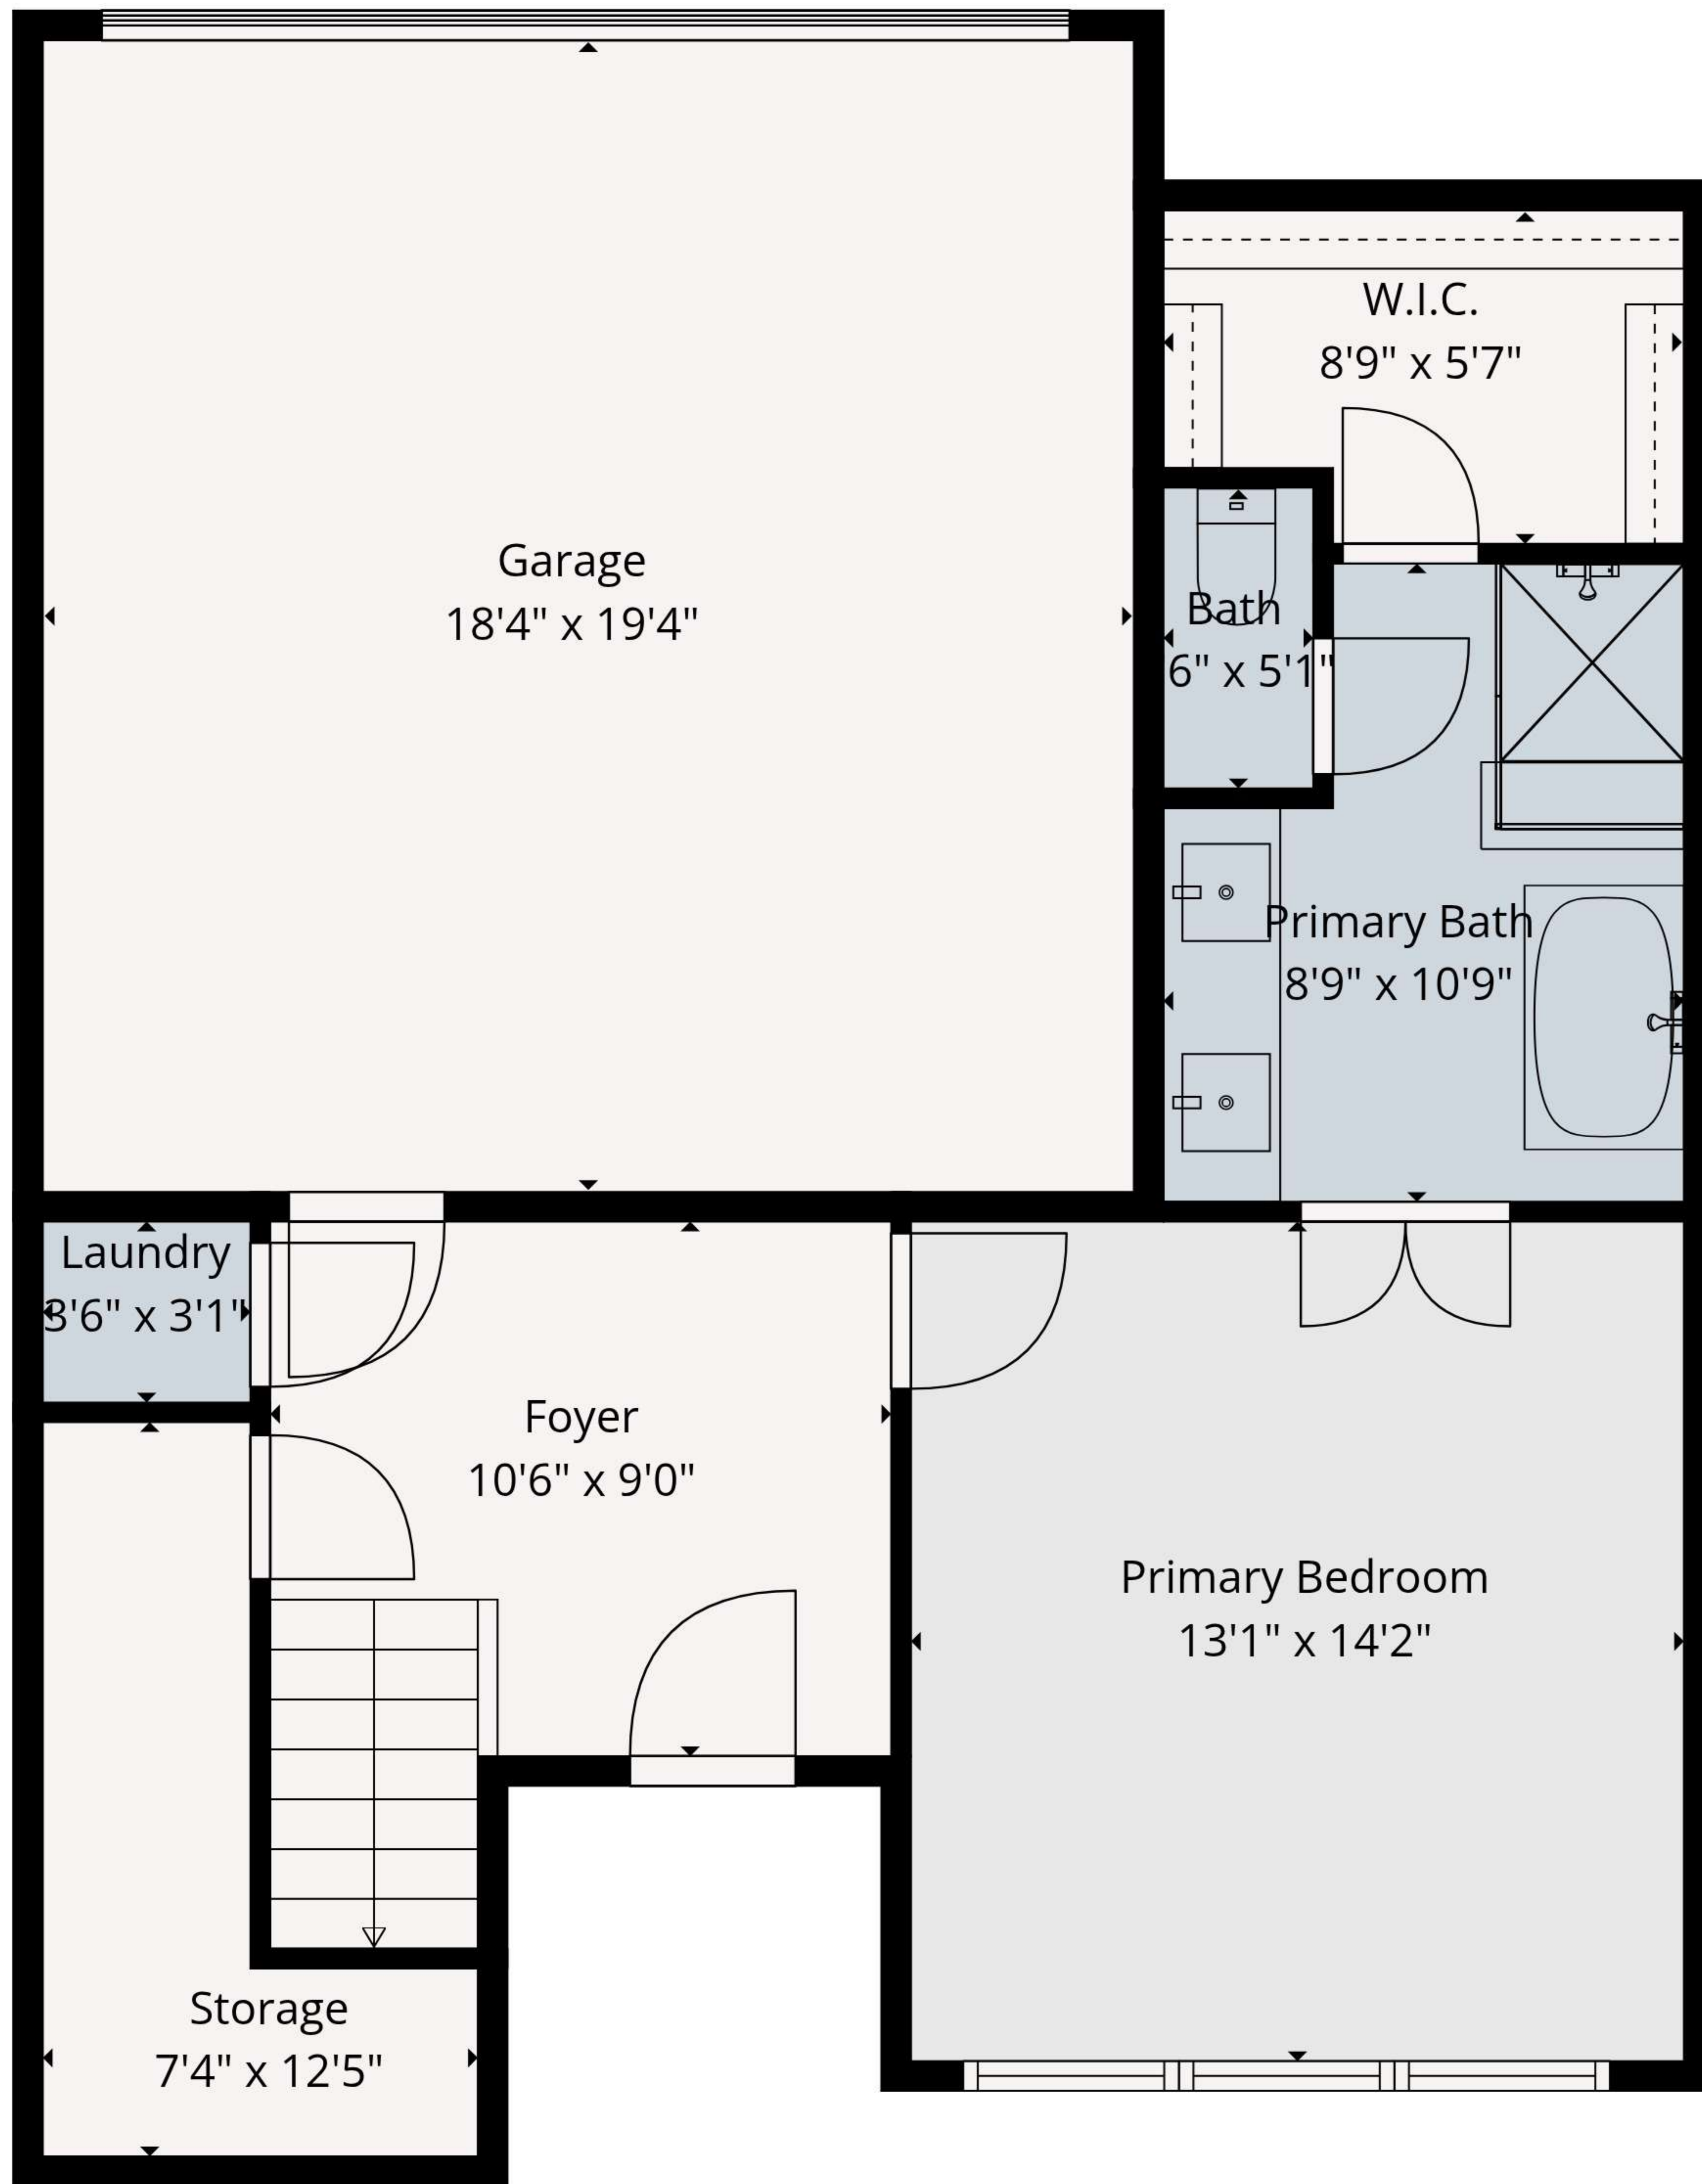 Garage
18'4" x 19'4"
W.I.C.
8'9" x 5'7"
Bath
6" x 5'1"
Primary Bath
8'9" x 10'9"
Laundry
3'6" x 3'1"
Foyer
10'6" x 9'0"
Primary Bedroom
13'1" x 14'2"
Storage
7'4" x 12'5"